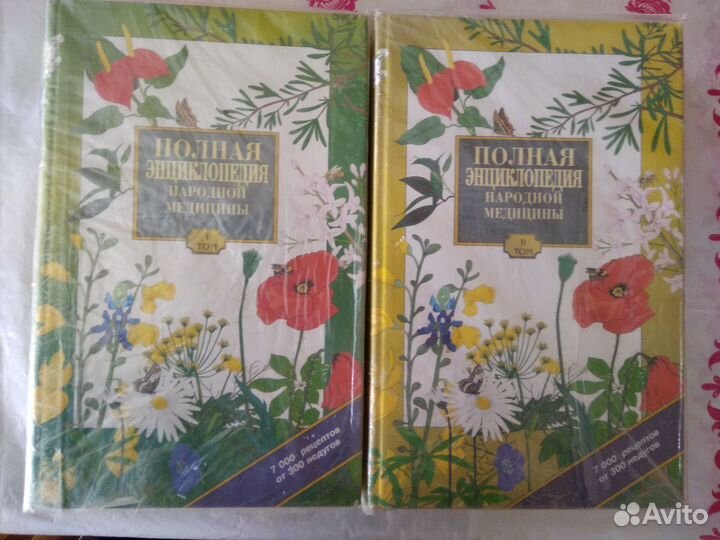 ПОЛНАЯ
ЭНЦИКЛОПЕДИЯ
НАРОДНОЙ
МЕДИЦИНЫ
I
ТОМ
7 000 рецептов
от 300 недугов
ПОЛНАЯ
ЭНЦИКЛОПЕДИЯ
НАРОДНОЙ
МЕДИЦИНЫ
II
ТОМ
7 000 рецептов
от 300 недугов
Avito